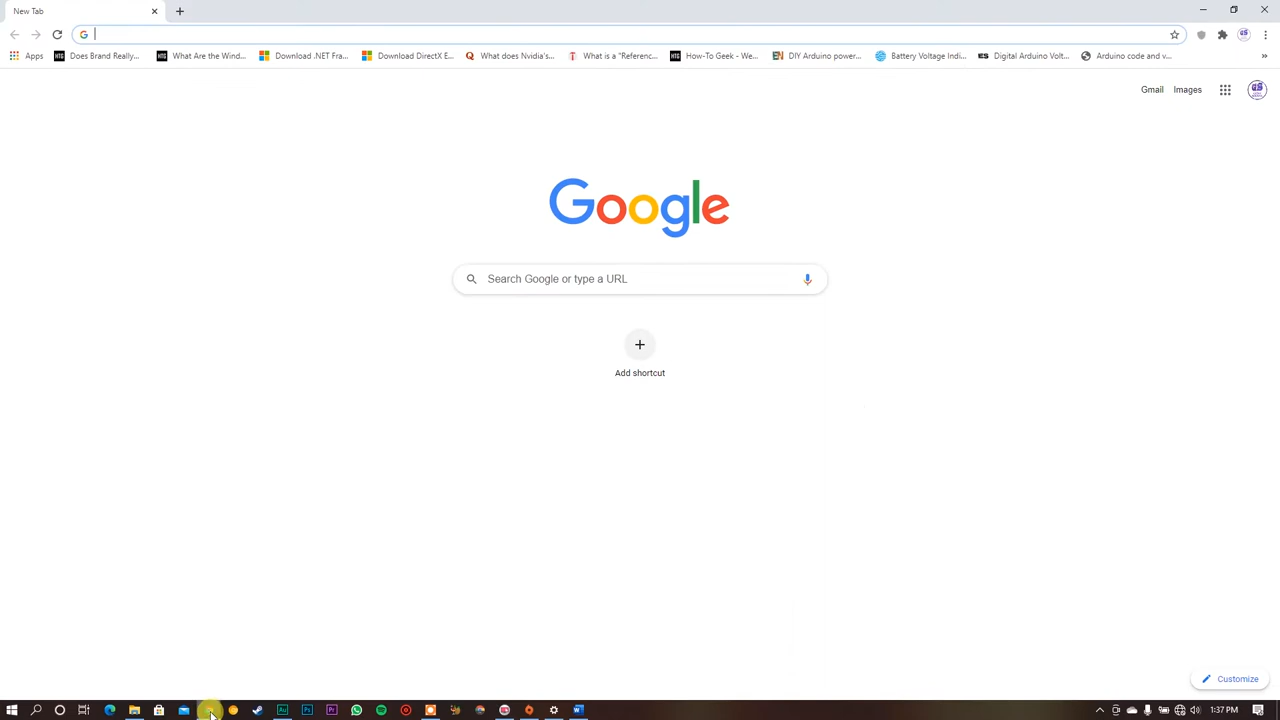 New Tab
Apps Does Brand Really... What Are the Wind... Download .NET Fra... Download DirectX E... What does Nvidia's... What is a "Referenc... How-To Geek - We... DIY Arduino power... Battery Voltage Indi... Digital Arduino Volt... Arduino code and v... »
Gmail Images
Google
Search Google or type a URL
Add shortcut
Customize
1:37 PM